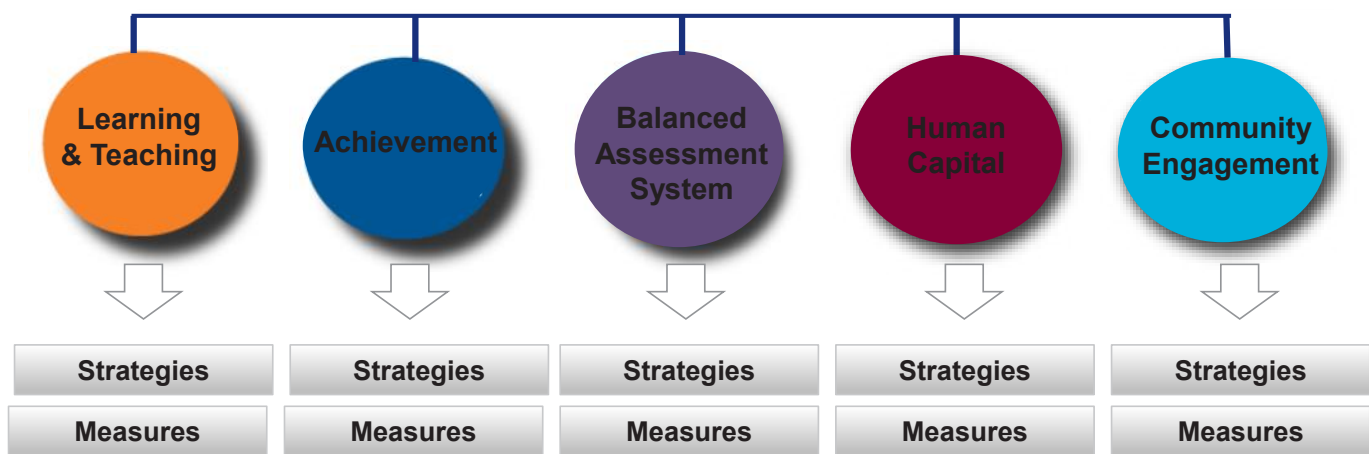 Learning
& Teaching
Achievement
Balanced
Assessment
System
Human
Capital
Community
Engagement
Strategies
Strategies
Strategies
Strategies
Strategies
Measures
Measures
Measures
Measures
Measures